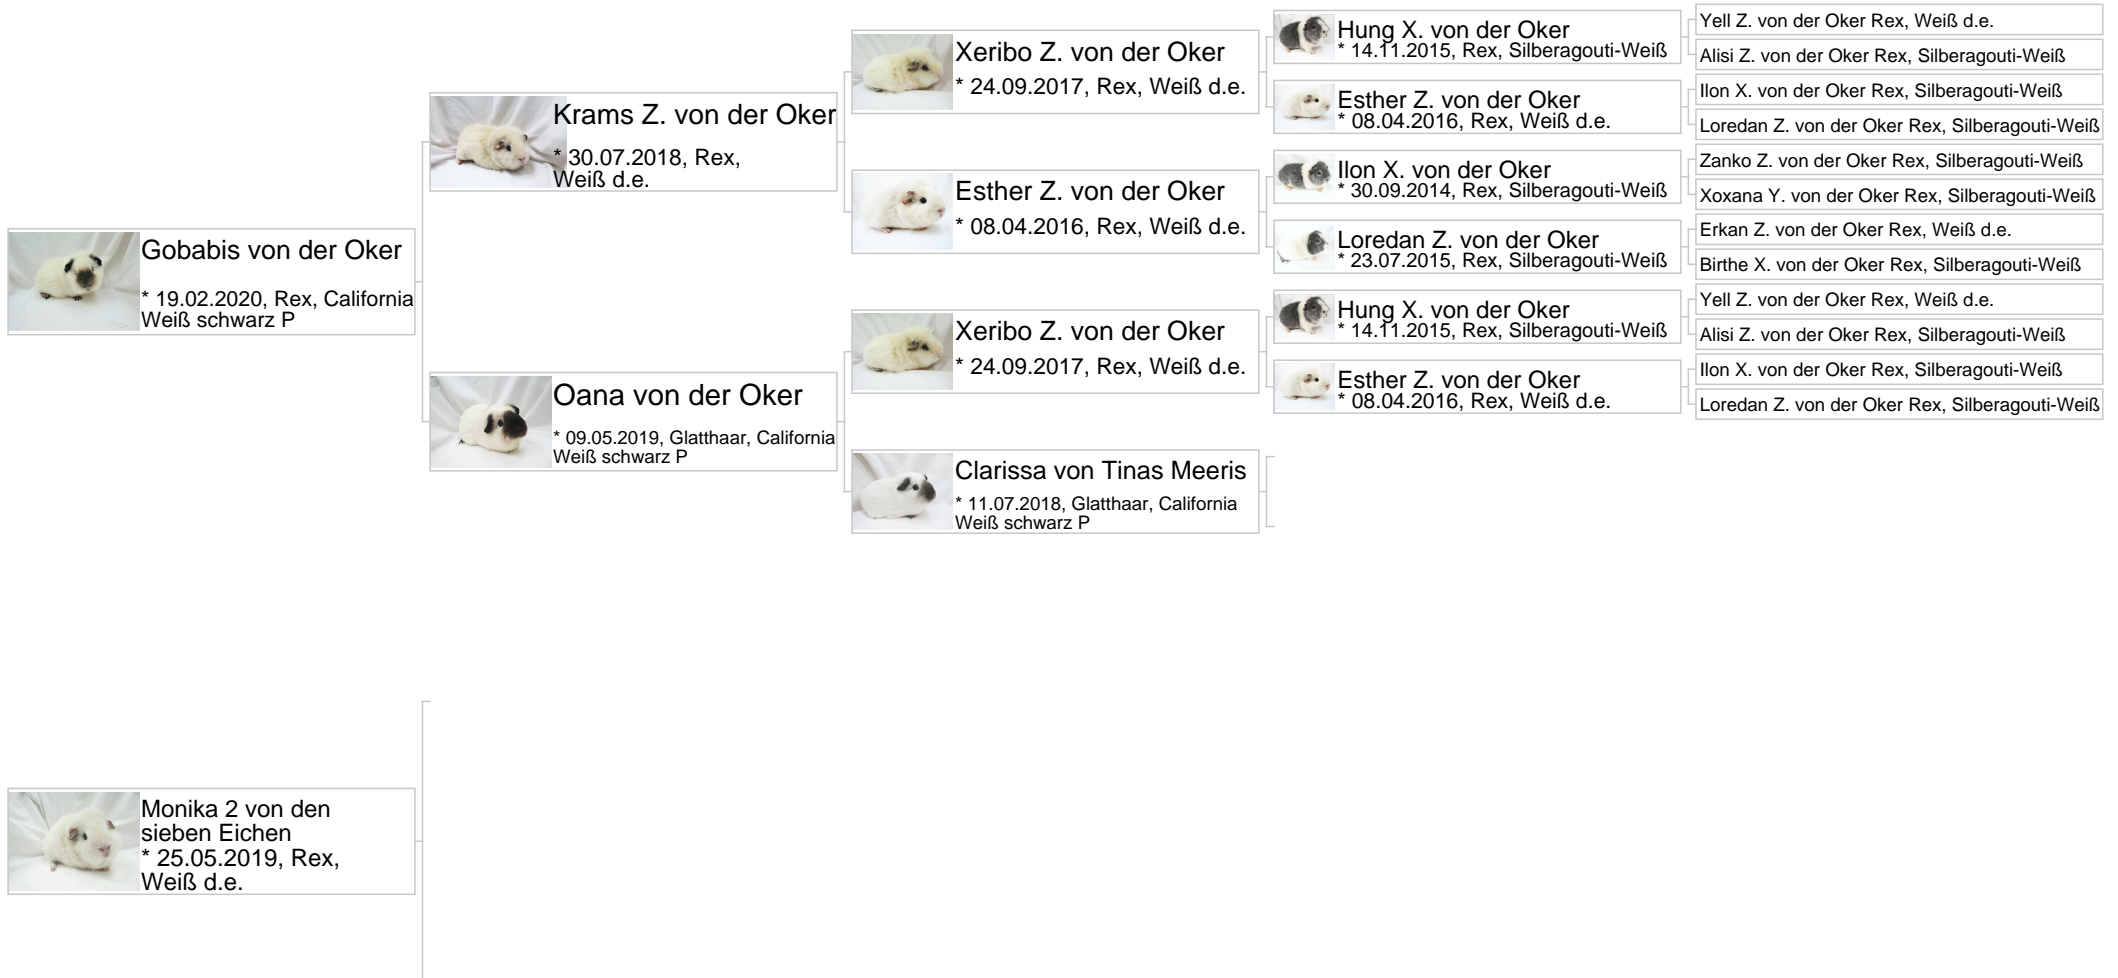 Gobabis von der Oker
* 19.02.2020, Rex, California
Weiß schwarz P
Krams Z. von der Oker
* 30.07.2018, Rex,
Weiß d.e.
Oana von der Oker
* 09.05.2019, Glatthaar, California
Weiß schwarz P
Xeribo Z. von der Oker
* 24.09.2017, Rex, Weiß d.e.
Esther Z. von der Oker
* 08.04.2016, Rex, Weiß d.e.
Xeribo Z. von der Oker
* 24.09.2017, Rex, Weiß d.e.
Clarissa von Tinas Meeris
* 11.07.2018, Glatthaar, California
Weiß schwarz P
Hung X. von der Oker
* 14.11.2015, Rex, Silberagouti-Weiß
Esther Z. von der Oker
* 08.04.2016, Rex, Weiß d.e.
Ilon X. von der Oker
* 30.09.2014, Rex, Silberagouti-Weiß
Loredan Z. von der Oker
* 23.07.2015, Rex, Silberagouti-Weiß
Hung X. von der Oker
* 14.11.2015, Rex, Silberagouti-Weiß
Esther Z. von der Oker
* 08.04.2016, Rex, Weiß d.e.
Yell Z. von der Oker Rex, Weiß d.e.
Alisi Z. von der Oker Rex, Silberagouti-Weiß
Ilon X. von der Oker Rex, Silberagouti-Weiß
Loredan Z. von der Oker Rex, Silberagouti-Weiß
Zanko Z. von der Oker Rex, Silberagouti-Weiß
Xoxana Y. von der Oker Rex, Silberagouti-Weiß
Erkan Z. von der Oker Rex, Weiß d.e.
Birthe X. von der Oker Rex, Silberagouti-Weiß
Yell Z. von der Oker Rex, Weiß d.e.
Alisi Z. von der Oker Rex, Silberagouti-Weiß
Ilon X. von der Oker Rex, Silberagouti-Weiß
Loredan Z. von der Oker Rex, Silberagouti-Weiß
Monika 2 von den
sieben Eichen
* 25.05.2019, Rex,
Weiß d.e.